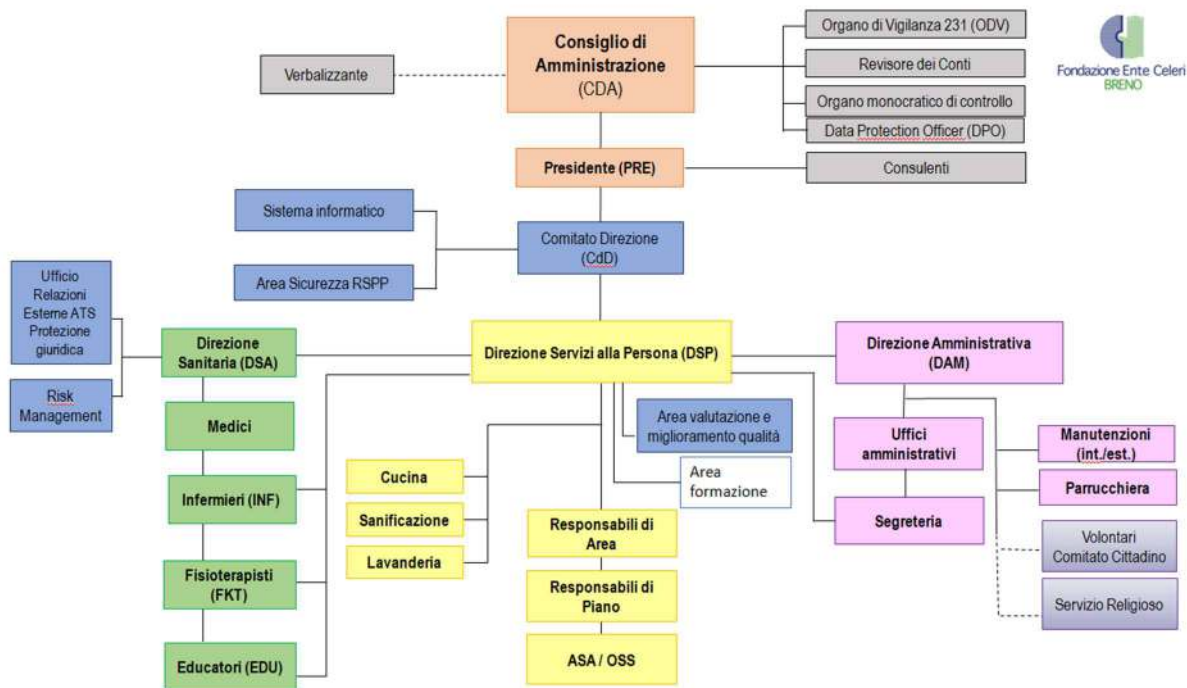 Organo di Vigilanza 231 (ODV)
Consiglio di
Amministrazione
(CDA)
Verbalizzante
Revisore dei Conti
Fondazione Ente Celeri
BRENO
Organo monocratico di controllo
Data Protection Officer (DPO)
Presidente (PRE)
Consulenti
Sistema informatico
Comitato Direzione
(CdD)
Area Sicurezza RSPP
Ufficio
Relazioni
Esterne ATS
Protezione
giuridica
Risk
Management
Direzione
Sanitaria (DSA)
Direzione Servizi alla Persona (DSP)
Direzione Amministrativa
(DAM)
Medici
Infermieri (INF)
Fisioterapisti
(FKT)
Educatori (EDU)
Cucina
Sanificazione
Lavanderia
Area valutazione e
miglioramento qualità
Area
formazione
Responsabili di
Area
Responsabili di
Piano
ASA / OSS
Uffici
amministrativi
Segreteria
Manutenzioni
(int./est.)
Parrucchiera
Volontari
Comitato Cittadino
Servizio Religioso